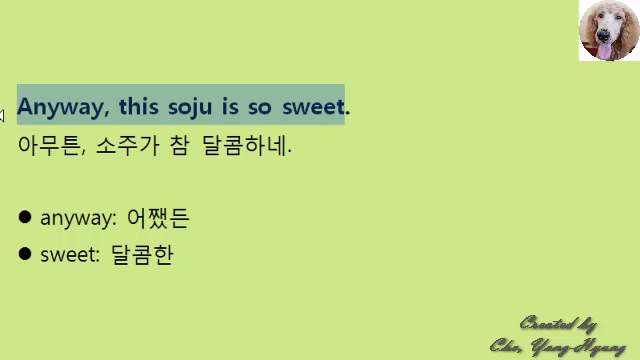 Anyway, this soju is so sweet.
아무튼, 소주가 참 달콤하네.
● anyway: 어쨌든
● sweet: 달콤한
Created by
Cho, Yong-Hyung